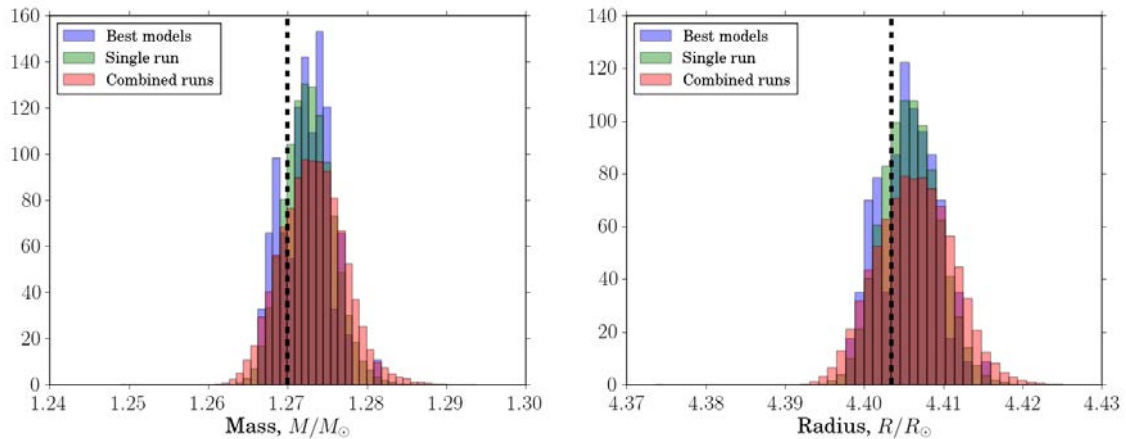 160
140
120
100
80
60
40
20
0
Best models
Single run
Combined runs
1.24 1.25 1.26 1.27 1.28 1.29 1.30
Mass, M/M⊙
140
120
100
80
60
40
20
0
Best models
Single run
Combined runs
4.37 4.38 4.39 4.40 4.41 4.42 4.43
Radius, R/R⊙